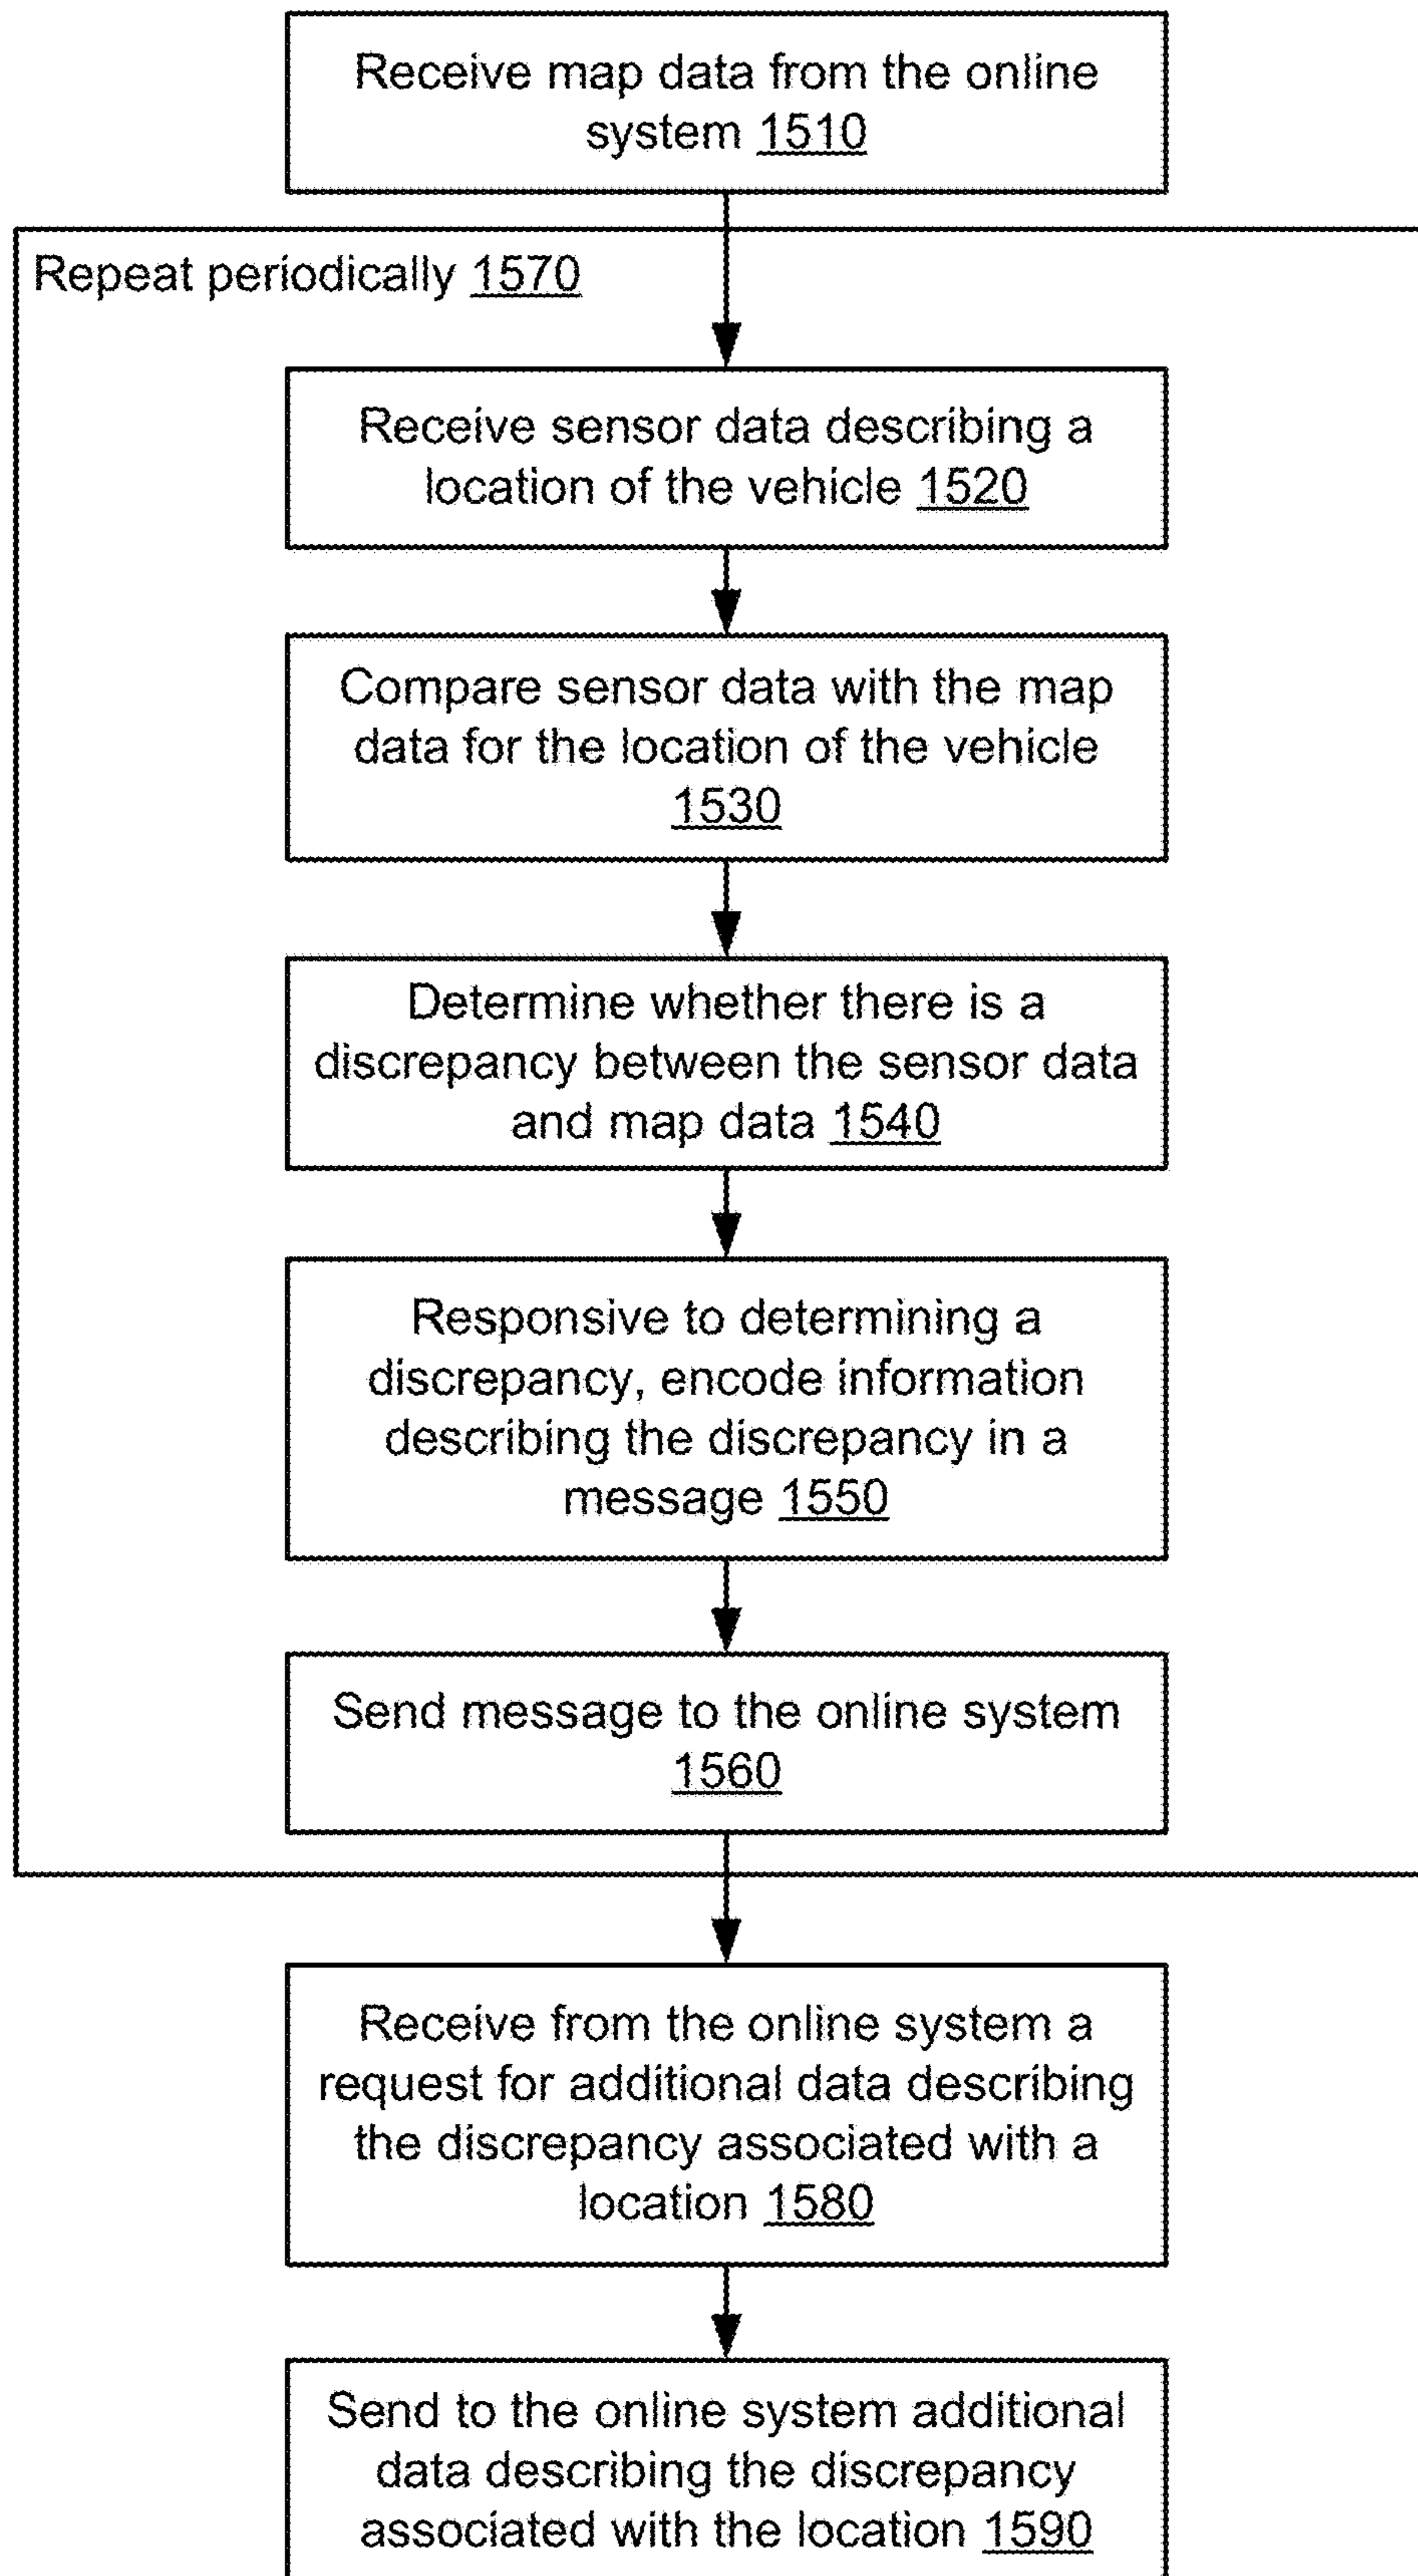 Receive map data from the online
system 1510
Repeat periodically 1570
Receive sensor data describing a
location of the vehicle 1520
Compare sensor data with the map
data for the location of the vehicle
1530
Determine whether there is a
discrepancy between the sensor data
and map data 1540
Responsive to determining a
discrepancy, encode information
describing the discrepancy in a
message 1550
Send message to the online system
1560
Receive from the online system a
request for additional data describing
the discrepancy associated with a
location 1580
Send to the online system additional
data describing the discrepancy
associated with the location 1590